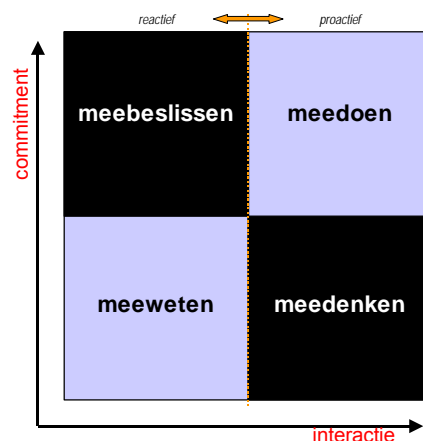 reactief
proactief
commitment
meebeslissen
meedoen
meeweten
meedenken
interactie